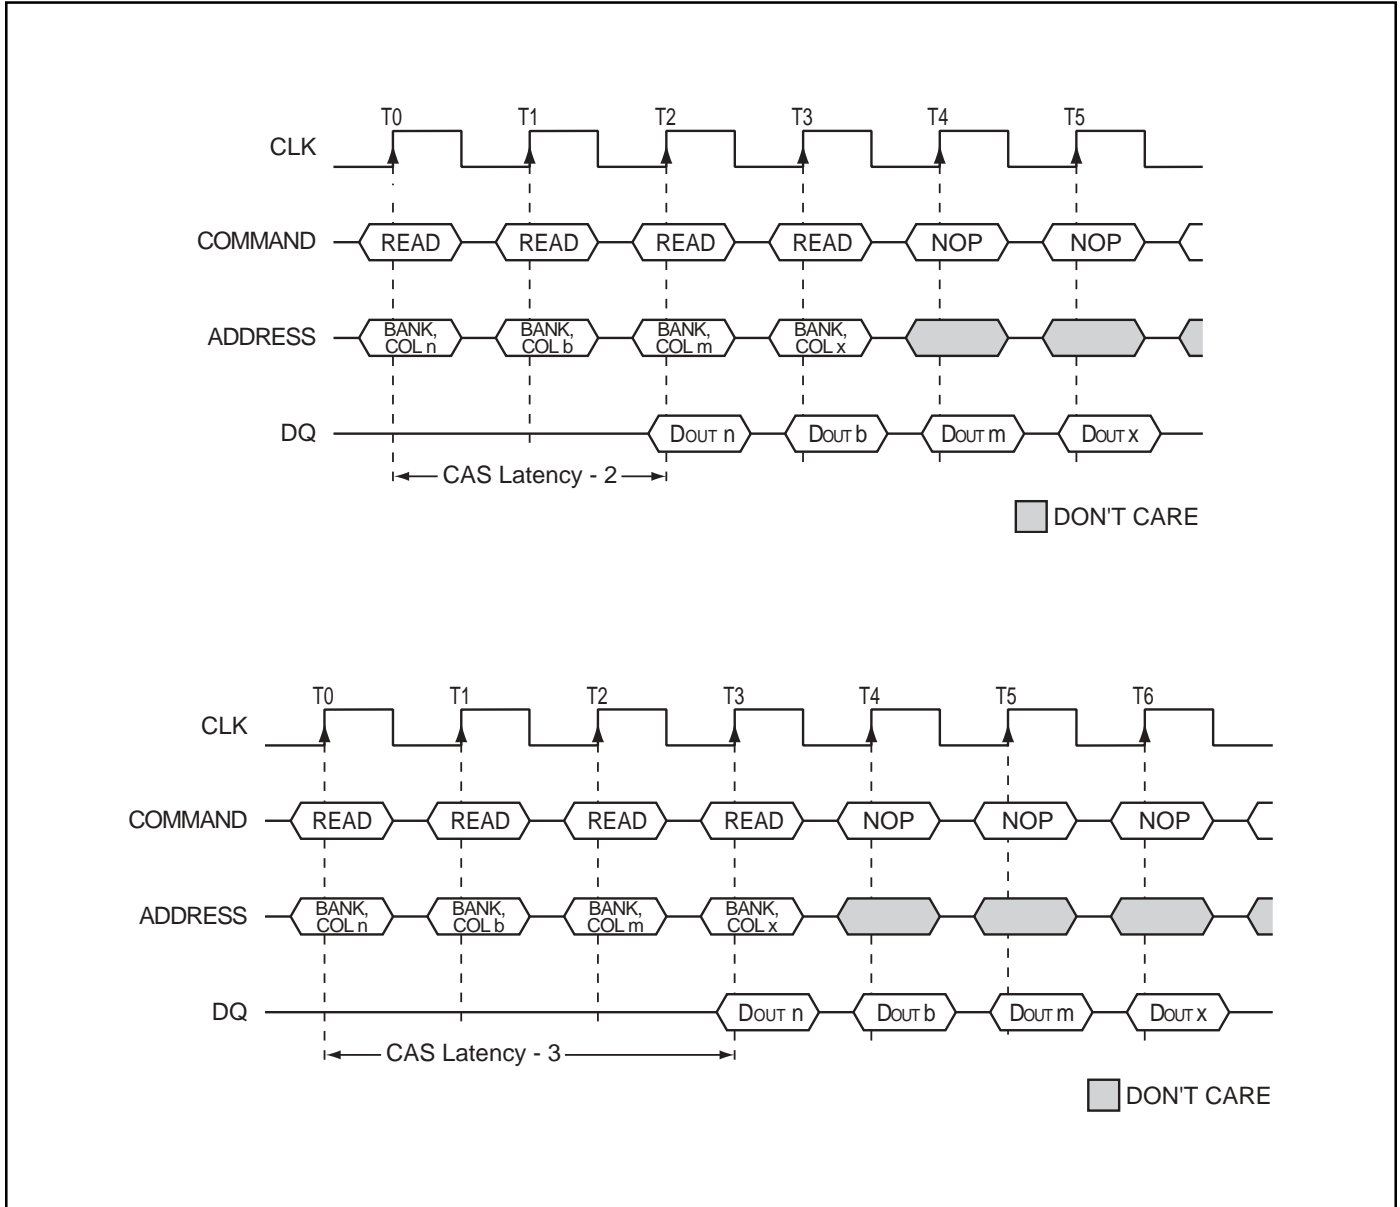 T0 T1 T2 T3 T4 T5
CLK
COMMAND READ READ READ READ NOP NOP
ADDRESS BANK, COL n BANK, COL b BANK, COL m BANK, COL x
DQ DOUT n DOUT b DOUT m DOUT x
CAS Latency - 2
DON'T CARE
T0 T1 T2 T3 T4 T5 T6
CLK
COMMAND READ READ READ READ NOP NOP NOP
ADDRESS BANK, COL n BANK, COL b BANK, COL m BANK, COL x
DQ DOUT n DOUT b DOUT m DOUT x
CAS Latency - 3
DON'T CARE